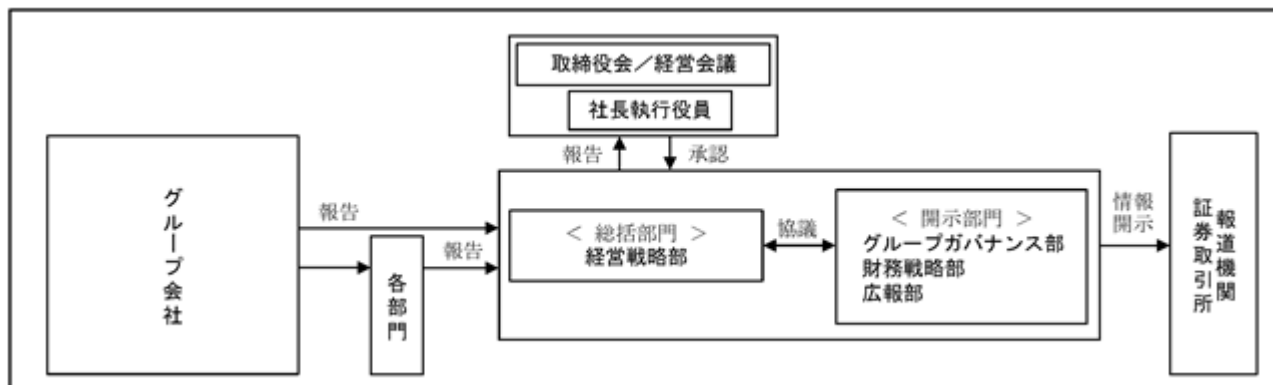 取締役会／経営会議
社長執行役員
報告
承認
グループ会社
報告
各部門
報告
＜ 総括部門 ＞
経営戦略部
協議
＜ 開示部門 ＞
グループガバナンス部
財務戦略部
広報部
情報
開示
報道機関
証券取引所